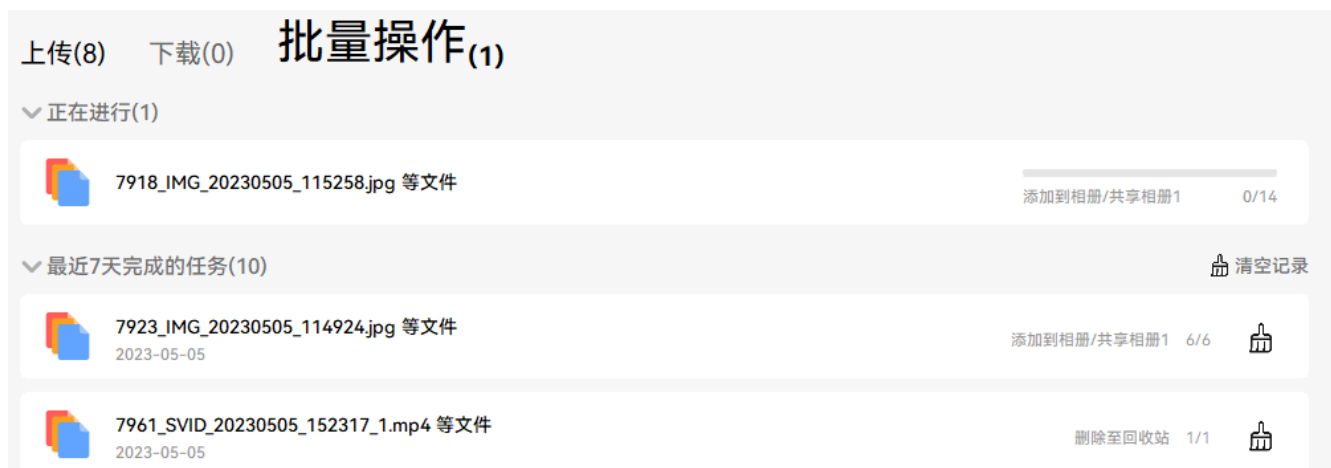 上传(8) 下载(0) 批量操作(1)
正在进行(1)
7918_IMG_20230505_115258.jpg 等文件
添加到相册/共享相册1 0/14
最近7天完成的任务(10) 清空记录
7923_IMG_20230505_114924.jpg 等文件
2023-05-05
添加到相册/共享相册1 6/6
7961_SVID_20230505_152317_1.mp4 等文件
2023-05-05
删除至回收站 1/1